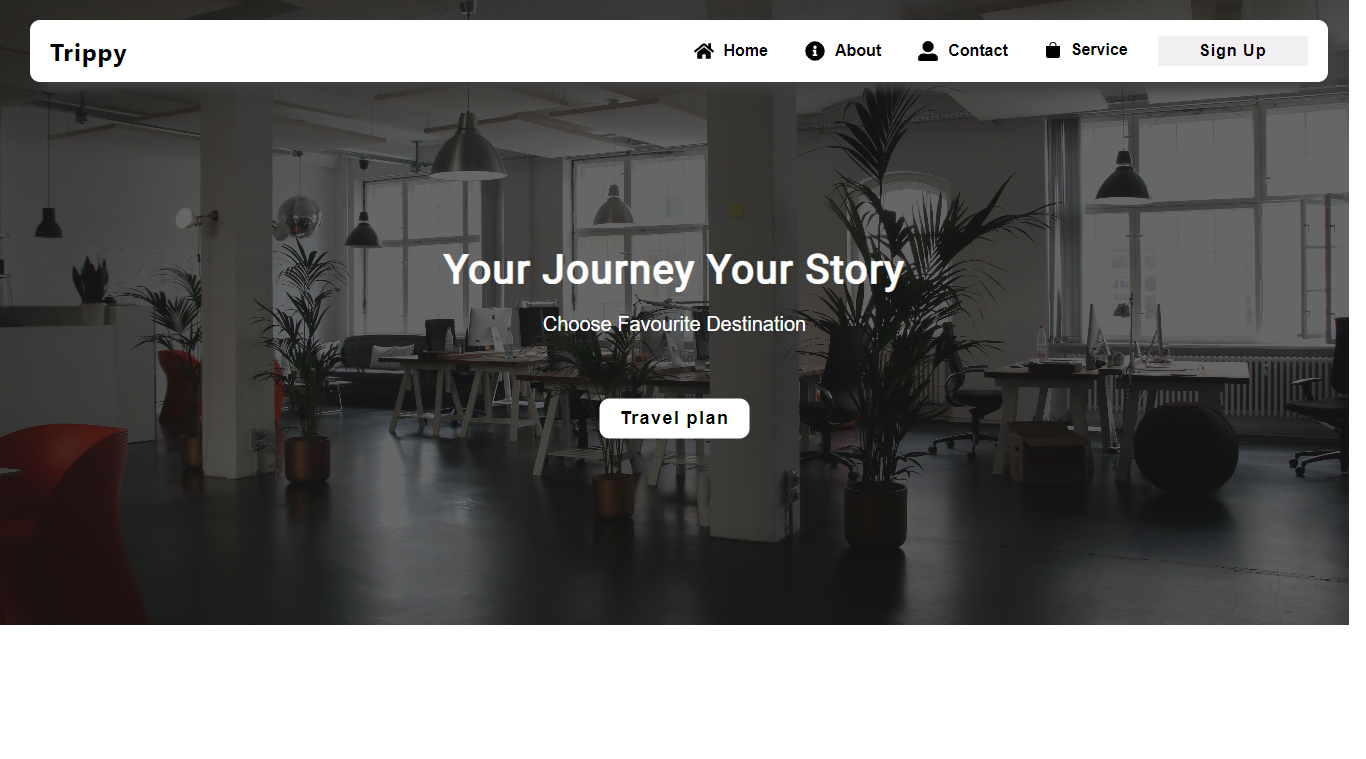 Trippy
Home
About
Contact
Service
Sign Up
Your Journey Your Story
Choose Favourite Destination
Travel plan